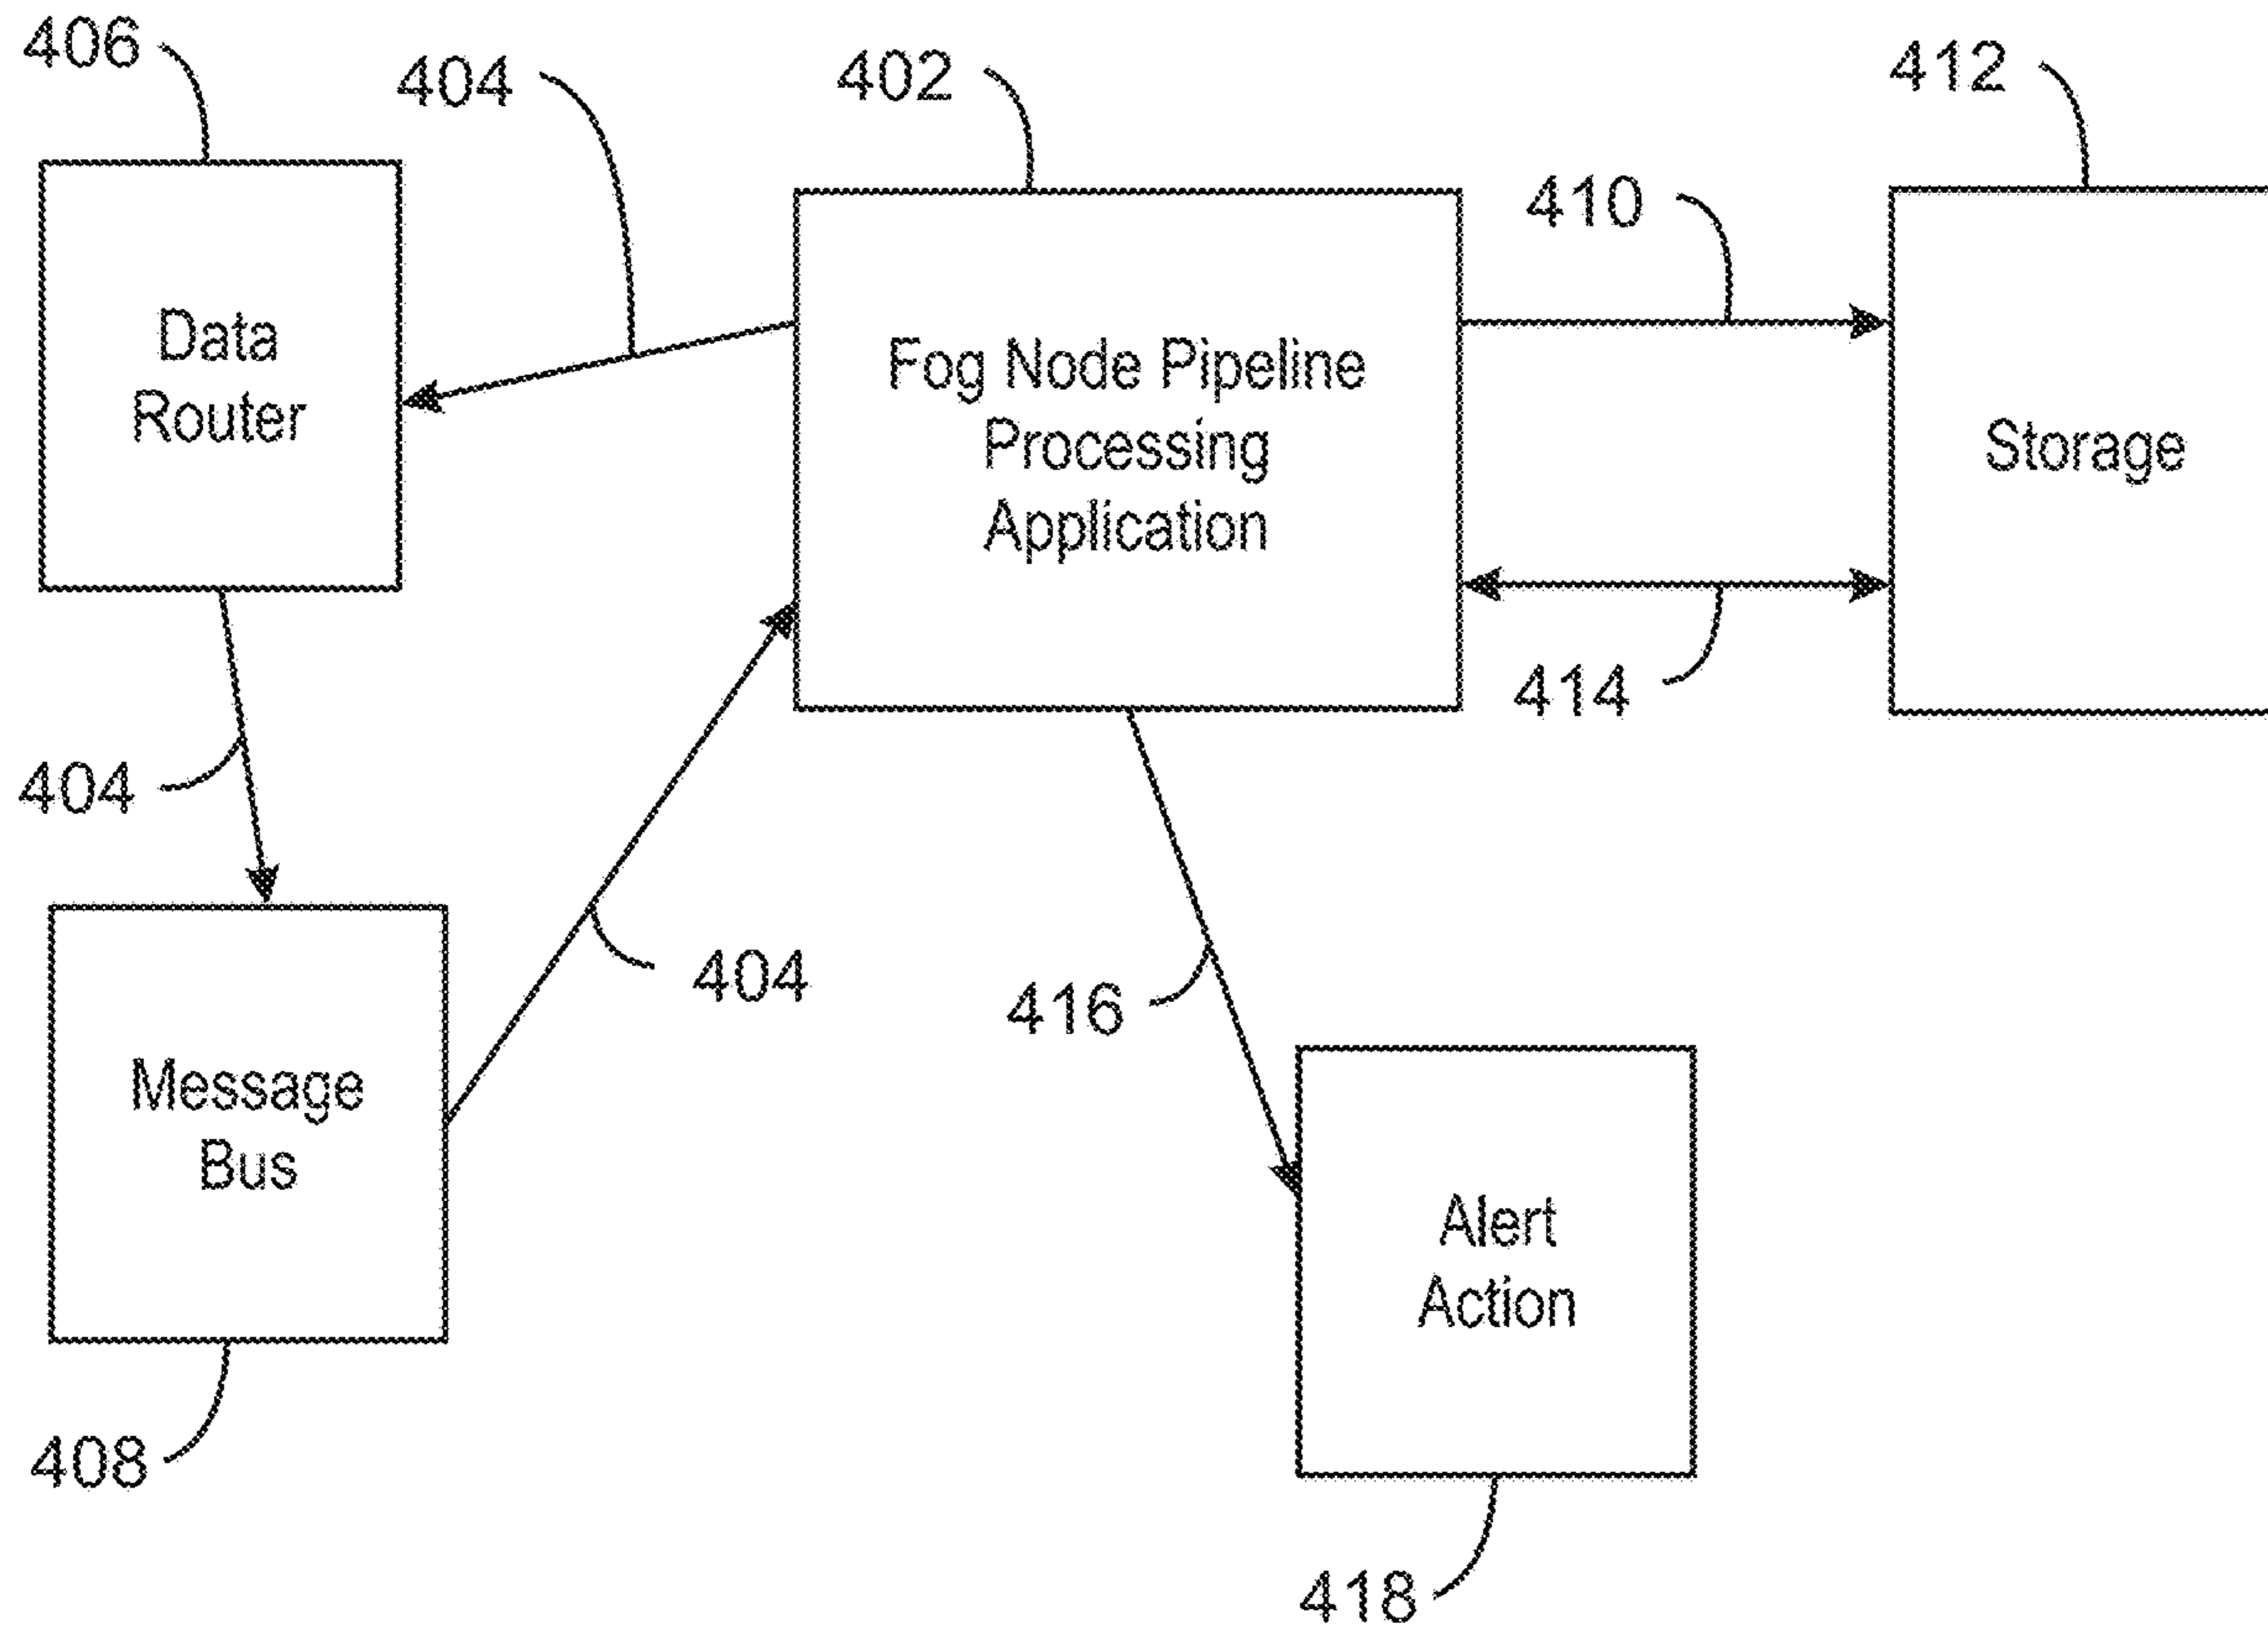 406
404
402
412
410
Data
Router
Fog Node Pipeline
Processing
Application
Storage
414
404
404
416
Message
Bus
Alert
Action
408
418